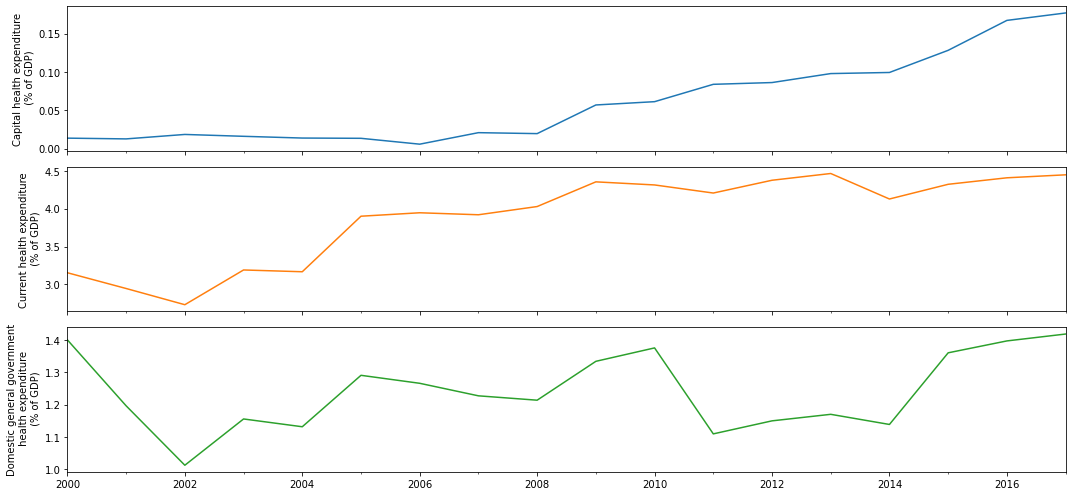 Capital health expenditure
(% of GDP)
0.15
0.10
0.05
0.00
Current health expenditure
(% of GDP)
4.5
4.0
3.5
3.0
Domestic general government
health expenditure
(% of GDP)
1.4
1.3
1.2
1.1
1.0
2000 2002 2004 2006 2008 2010 2012 2014 2016